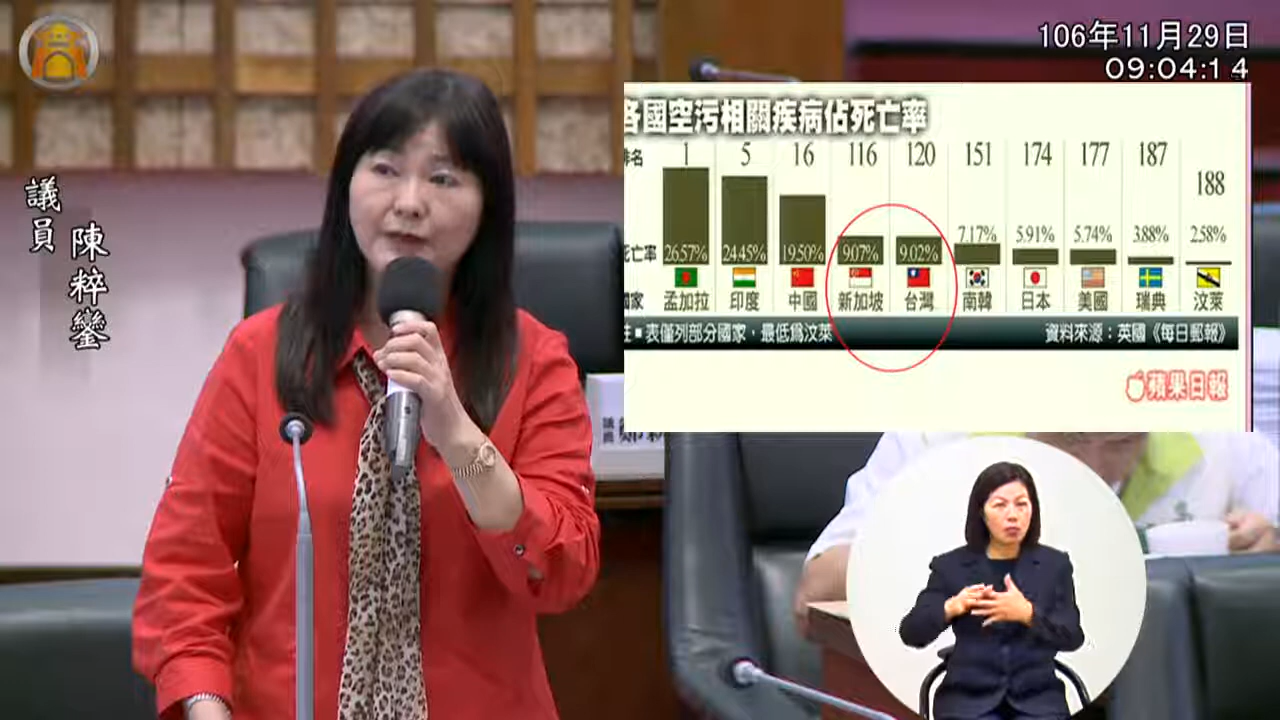 106年11月29日
09:04:14
議員
陳粹鑾
各國空污相關疾病佔死亡率
排名 1 5 16 116 120 151 174 177 187 188
死亡率 26.57% 24.45% 19.50% 9.07% 9.02% 7.17% 5.91% 5.74% 3.88% 2.58%
國家 孟加拉 印度 中國 新加坡 台灣 南韓 日本 美國 瑞典 汶萊
註■表僅列部分國家,最低為汶萊 資料來源:英國《每日郵報》
蘋果日報
議員